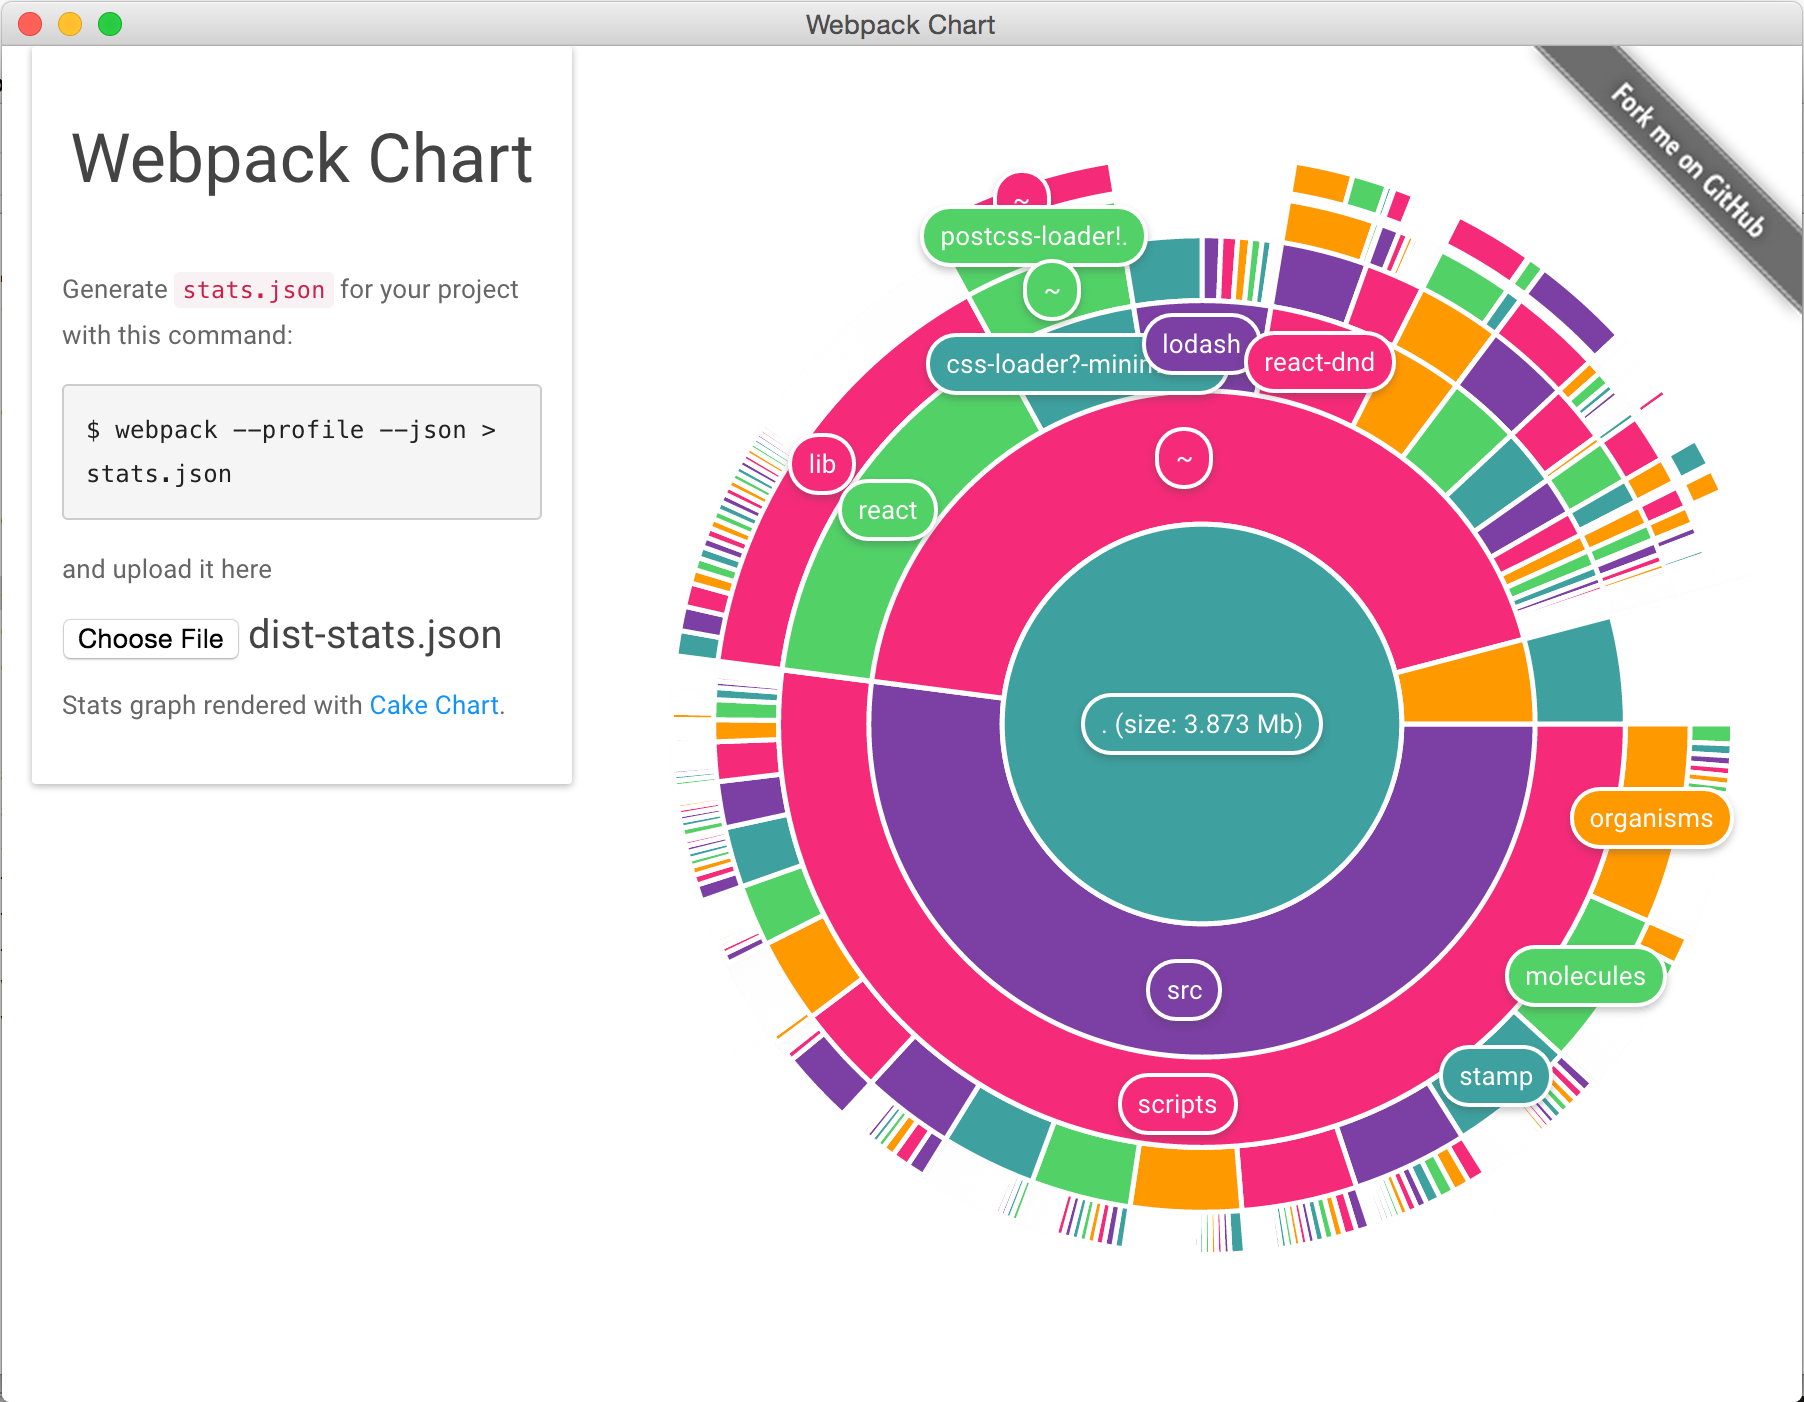 Webpack Chart
Fork me on GitHub
Webpack Chart
Generate stats.json for your project
with this command:
$ webpack --profile --json >
stats.json
and upload it here
Choose File dist-stats.json
Stats graph rendered with Cake Chart.
~
postcss-loader!.
~
lodash
css-loader?-minim
react-dnd
~
lib
react
. (size: 3.873 Mb)
organisms
molecules
src
stamp
scripts